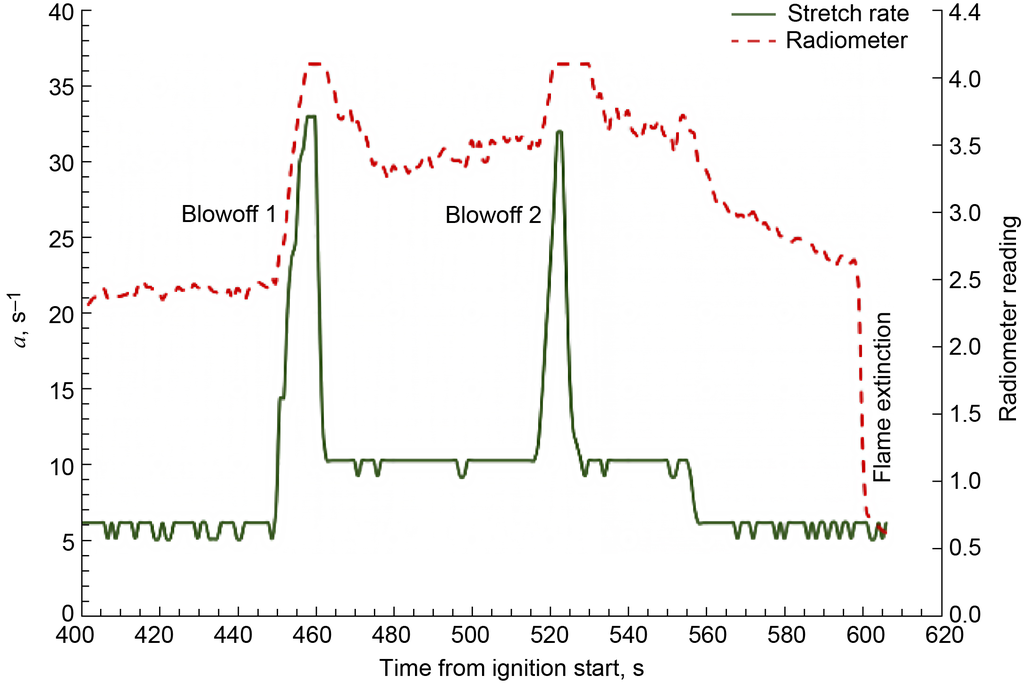 40
35
30
25
20
15
10
5
0
a, s⁻¹
4.4
4.0
3.5
3.0
2.5
2.0
1.5
1.0
0.5
0.0
Radiometer reading
Stretch rate
Radiometer
Blowoff 1
Blowoff 2
Flame extinction
400 420 440 460 480 500 520 540 560 580 600 620
Time from ignition start, s